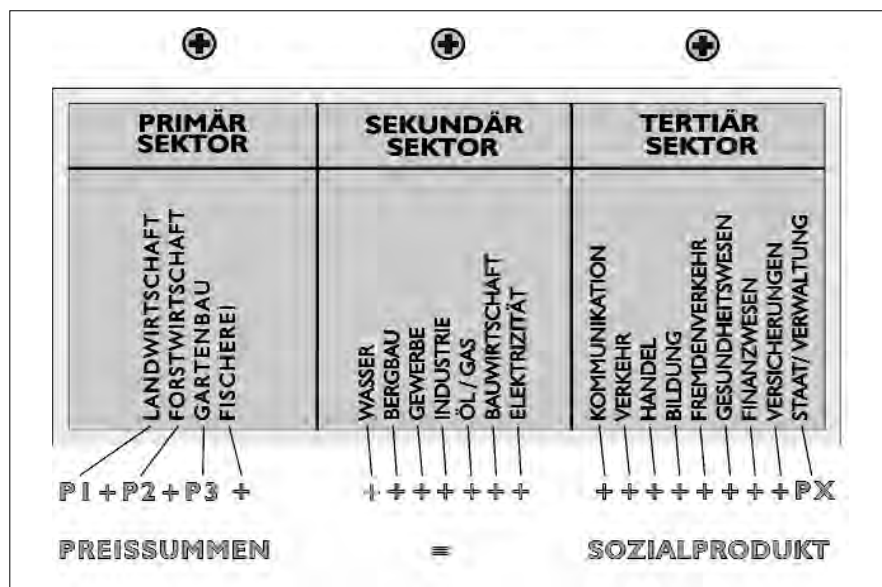 PRIMÄR
SEKTOR
SEKUNDÄR
SEKTOR
TERTIÄR
SEKTOR
LANDWIRTSCHAFT
FORSTWIRTSCHAFT
GARTENBAU
FISCHEREI
WASSER
BERGBAU
GEWERBE
INDUSTRIE
ÖL / GAS
BAUWIRTSCHAFT
ELEKTRIZITÄT
KOMMUNIKATION
VERKEHR
HANDEL
BILDUNG
FREMDENVERKEHR
GESUNDHEITSWESEN
FINANZWESEN
VERSICHERUNGEN
STAAT/ VERWALTUNG
P1 + P2 + P3 + + + + + + + + + + + + + + + + PX
PREISSUMMEN = SOZIALPRODUKT